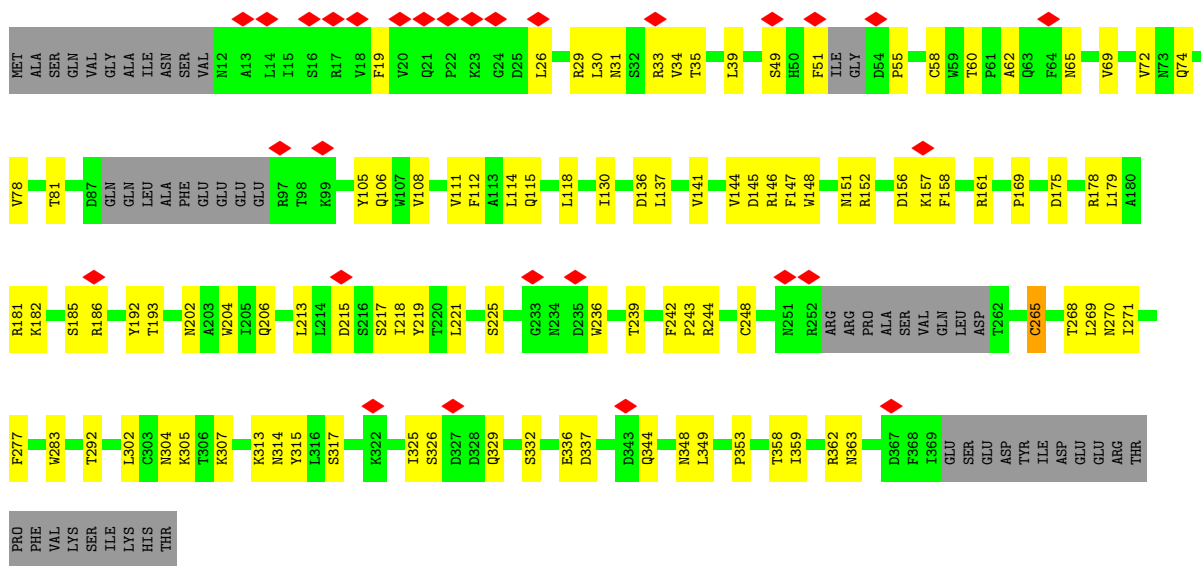 MET ALA SER GLN VAL GLY ALA ILE ASN SER VAL N12 A13 L14 I15 S16 R17 V18 F19 V20 Q21 P22 K23 G24 D25 L26 R29 L30 N31 S32 R33 V34 T35 L39 S49 H50 F51 ILE GLY D54 P55 C58 W59 T60 P61 A62 Q63 F64 N65 V69 V72 N73 Q74
V78 T81 D87 GLN GLN LEU ALA PHE GLU GLU GLU GLU R97 T98 K99 Y105 Q106 W107 V108 V111 F112 A113 L114 Q115 L118 I130 D136 L137 V141 V144 D145 R146 F147 W148 N151 R152 D156 K157 F158 R161 P169 D175 R178 L179 A180
R181 K182 S185 R186 Y192 T193 N202 A203 W204 I205 Q206 L213 L214 D215 S216 S217 I218 Y219 T220 L221 S225 G233 N234 D235 W236 T239 F242 P243 R244 C248 N251 R252 ARG ARG PRO ALA SER VAL GLN LEU ASP T262 C265 T268 L269 N270 I271
F277 W283 T292 L302 C303 N304 K305 T306 K307 K313 N314 Y315 L316 S317 K322 I325 S326 D327 D328 Q329 S332 E336 D337 D343 Q344 N348 L349 P353 T358 I359 R362 N363 D367 F368 I369 GLU SER GLU ASP TYR ILE ASP GLU GLU ARG THR
PRO PHE VAL LYS SER ILE LYS HIS THR